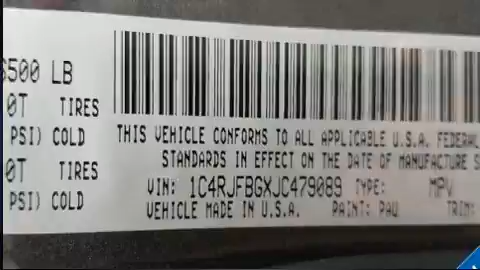 6500 LB
0T TIRES
PSI) COLD
0T TIRES
PSI) COLD
THIS VEHICLE CONFORMS TO ALL APPLICABLE U.S.A. FEDERAL
STANDARDS IN EFFECT ON THE DATE OF MANUFACTURE S
VIN: 1C4RJFBGXJC479089 TYPE: MPV
VEHICLE MADE IN U.S.A. PAINT: PAU TRIM: